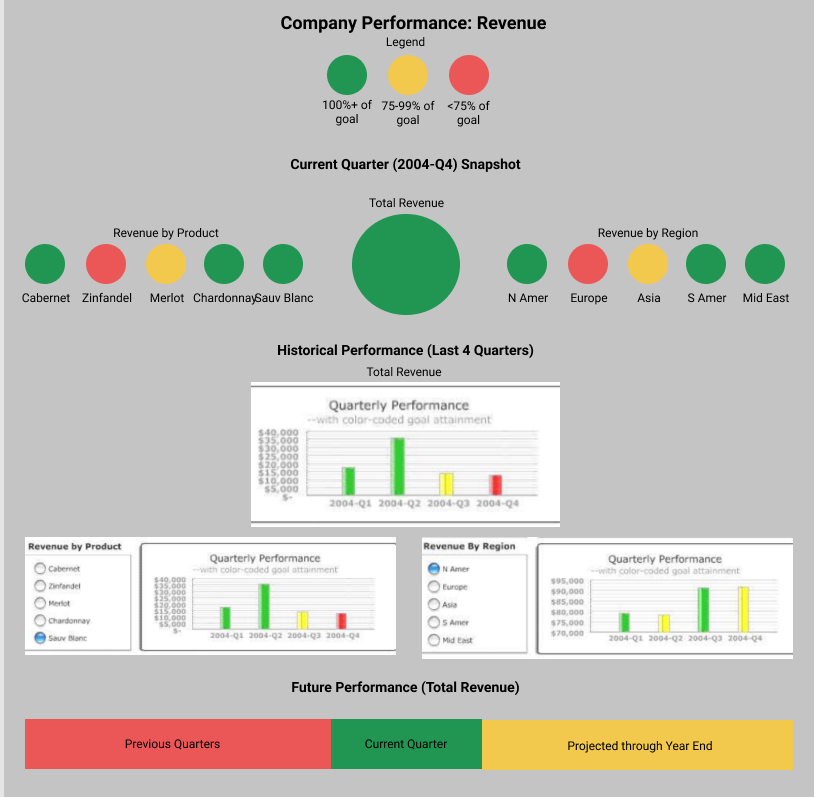 Company Performance: Revenue
Legend
100%+ of goal
75-99% of goal
<75% of goal
Current Quarter (2004-Q4) Snapshot
Total Revenue
Revenue by Product
Revenue by Region
Cabernet
Zinfandel
Merlot
Chardonnay
Sauv Blanc
N Amer
Europe
Asia
S Amer
Mid East
Historical Performance (Last 4 Quarters)
Total Revenue
Quarterly Performance
--with color-coded goal attainment
$40,000
$35,000
$30,000
$25,000
$20,000
$15,000
$10,000
$5,000
$-
2004-Q1 2004-Q2 2004-Q3 2004-Q4
Revenue by Product
Cabernet
Zinfandel
Merlot
Chardonnay
Sauv Blanc
Quarterly Performance
--with color-coded goal attainment
$40,000
$35,000
$30,000
$25,000
$20,000
$15,000
$10,000
$5,000
$-
2004-Q1 2004-Q2 2004-Q3 2004-Q4
Revenue By Region
N Amer
Europe
Asia
S Amer
Mid East
Quarterly Performance
--with color-coded goal attainment
$95,000
$90,000
$85,000
$80,000
$75,000
$70,000
2004-Q1 2004-Q2 2004-Q3 2004-Q4
Future Performance (Total Revenue)
Previous Quarters
Current Quarter
Projected through Year End